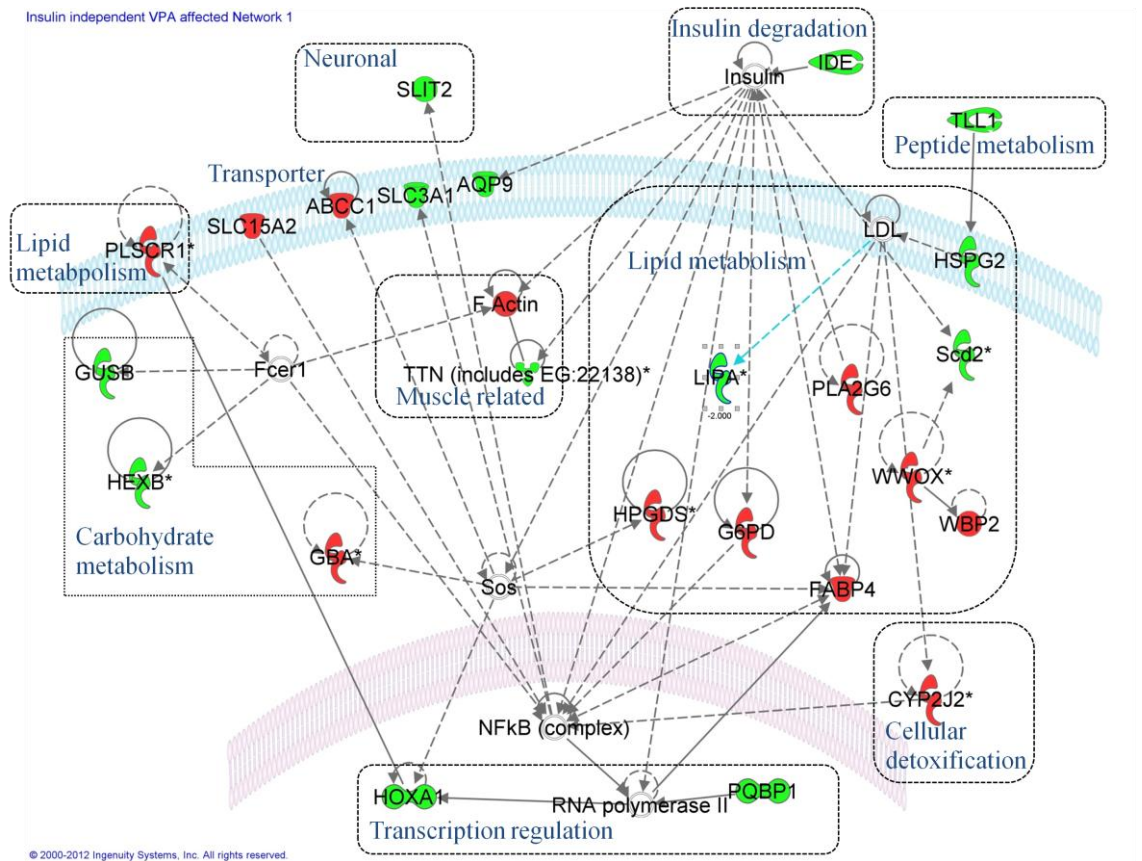 Insulin independent VPA affected Network 1
Insulin degradation
Neuronal
IDE
Insulin
SLIT2
TLL1
Peptide metabolism
Transporter
AQP9
SLC3A1
ABCC1
SLC15A2
LDL
Lipid
metabpolism
PLSCR1*
Lipid metabolism
HSPG2
F Actin
Scd2*
GUSB
Fcer1
TTN (includes EG:22138)*
Muscle related
LIPA*
-2.000
PLA2G6
HEXB*
WWOX*
HPGDS*
G6PD
WBP2
Carbohydrate
metabolism
GBA*
Sos
FABP4
CYP2J2*
NFkB (complex)
Cellular
detoxification
HOXA1
RNA polymerase II
PQBP1
Transcription regulation
© 2000-2012 Ingenuity Systems, Inc. All rights reserved.